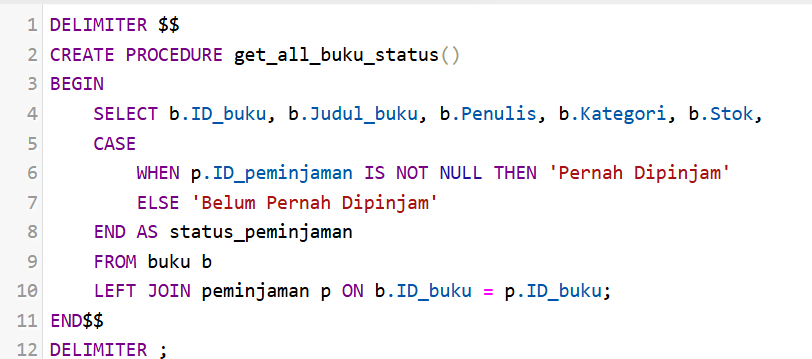 1 DELIMITER $$
2 CREATE PROCEDURE get_all_buku_status()
3 BEGIN
4 SELECT b.ID_buku, b.Judul_buku, b.Penulis, b.Kategori, b.Stok,
5 CASE
6 WHEN p.ID_peminjaman IS NOT NULL THEN 'Pernah Dipinjam'
7 ELSE 'Belum Pernah Dipinjam'
8 END AS status_peminjaman
9 FROM buku b
10 LEFT JOIN peminjaman p ON b.ID_buku = p.ID_buku;
11 END$$
12 DELIMITER ;